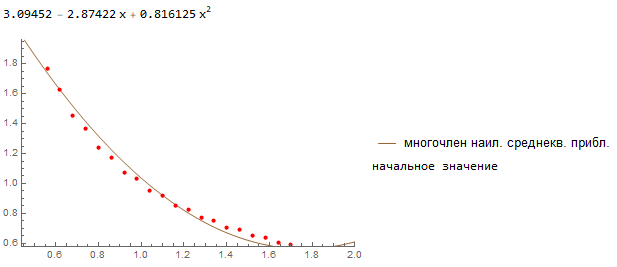 3.09452 − 2.87422 x + 0.816125 x²
1.8
1.6
1.4
1.2
1.0
0.8
0.6
0.6 0.8 1.0 1.2 1.4 1.6 1.8 2.0
многочлен наил. среднекв. прибл.
начальное значение